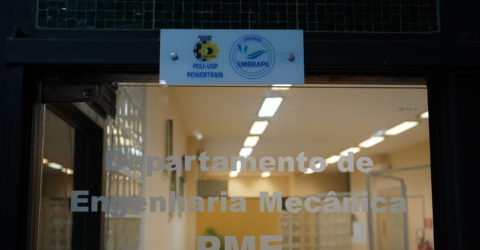 POLI-USP
POWERTRAIN
EMBRAPII
Departamento de
Engenharia Mecânica
PME